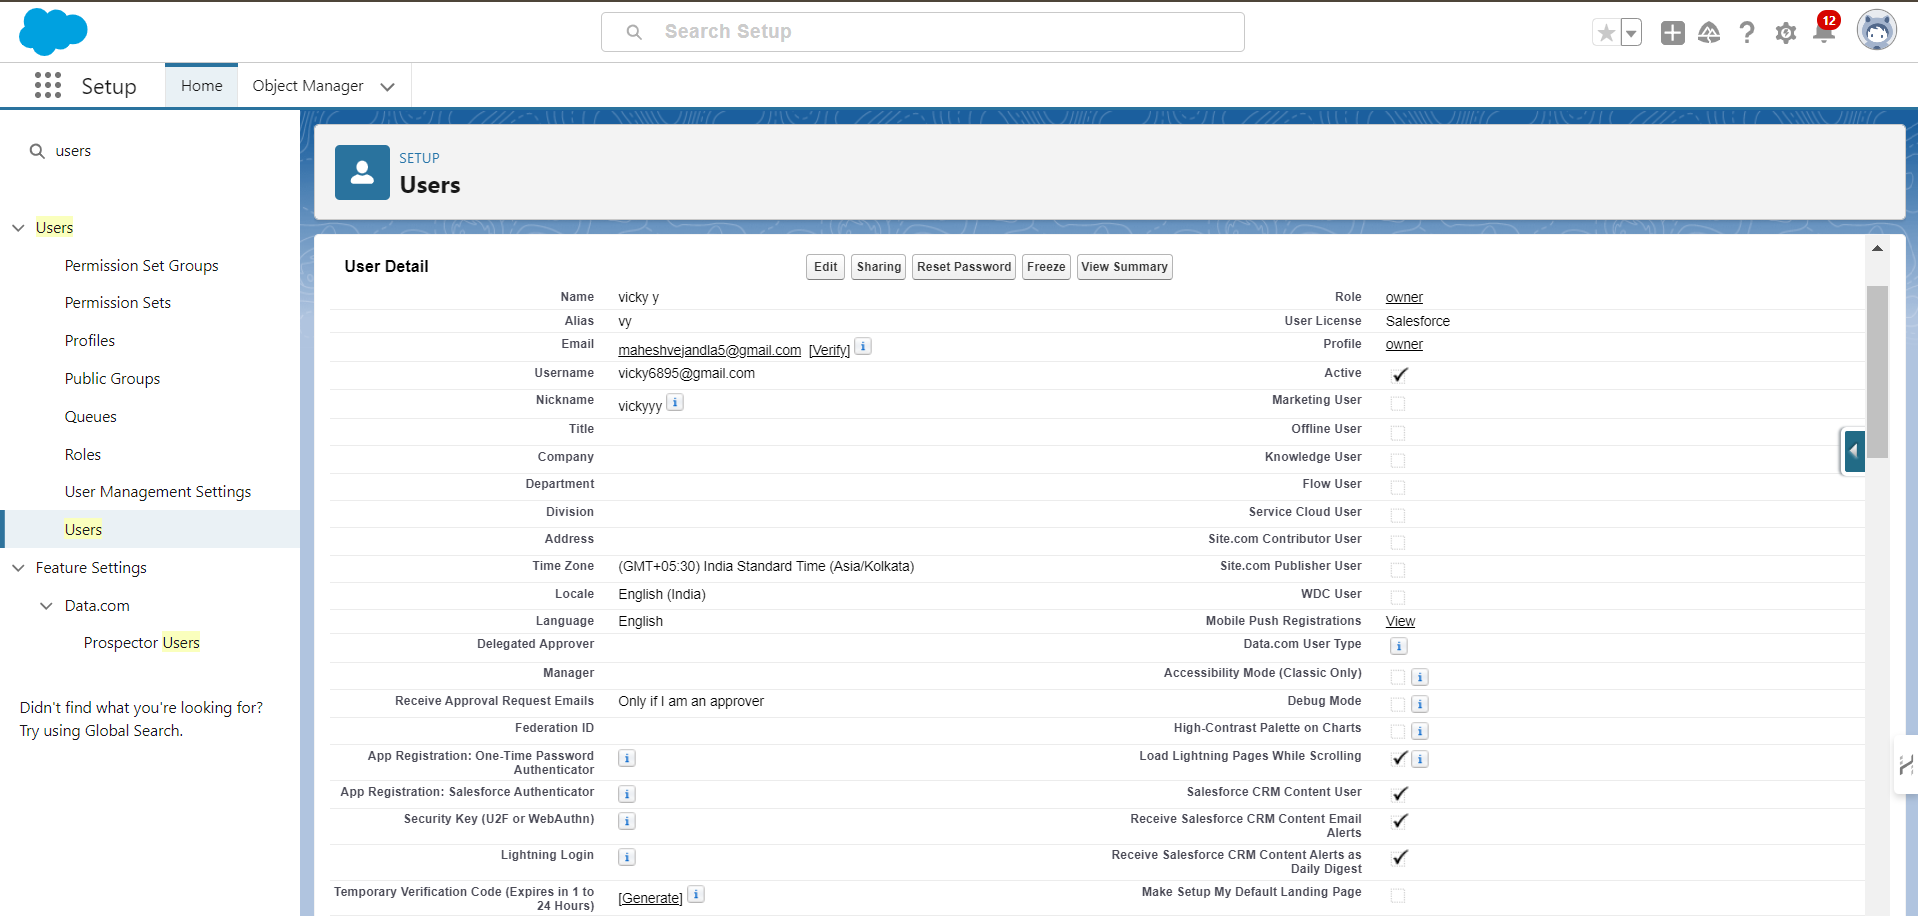 Search Setup
12
Setup
Home
Object Manager
users
Users
Permission Set Groups
Permission Sets
Profiles
Public Groups
Queues
Roles
User Management Settings
Users
Feature Settings
Data.com
Prospector Users
Didn't find what you're looking for?
Try using Global Search.
SETUP
Users
User Detail
Edit
Sharing
Reset Password
Freeze
View Summary
Name vicky y
Role owner
Alias vy
User License Salesforce
Email maheshvejandla5@gmail.com [Verify] i
Profile owner
Username vicky6895@gmail.com
Active
Nickname vickyyy i
Marketing User
Title
Offline User
Company
Knowledge User
Department
Flow User
Division
Service Cloud User
Address
Site.com Contributor User
Time Zone (GMT+05:30) India Standard Time (Asia/Kolkata)
Site.com Publisher User
Locale English (India)
WDC User
Language English
Mobile Push Registrations View
Delegated Approver
Data.com User Type i
Manager
Accessibility Mode (Classic Only) i
Receive Approval Request Emails Only if I am an approver
Debug Mode i
Federation ID
High-Contrast Palette on Charts i
App Registration: One-Time Password
Authenticator i
Load Lightning Pages While Scrolling i
App Registration: Salesforce Authenticator i
Salesforce CRM Content User
Security Key (U2F or WebAuthn) i
Receive Salesforce CRM Content Email
Alerts
Lightning Login i
Receive Salesforce CRM Content Alerts as
Daily Digest
Temporary Verification Code (Expires in 1 to
24 Hours) [Generate] i
Make Setup My Default Landing Page